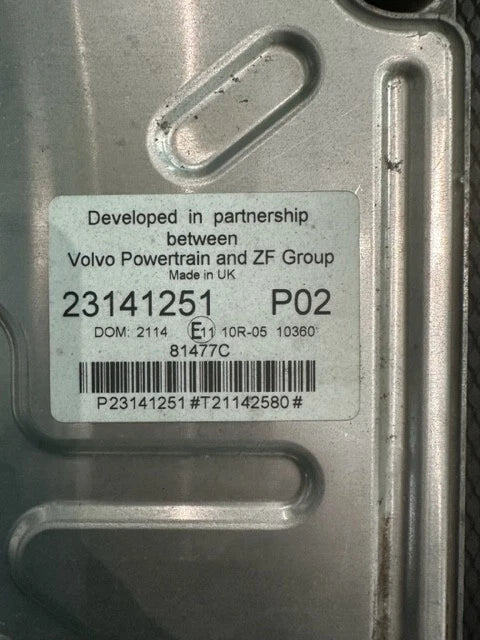 Developed in partnership
between
Volvo Powertrain and ZF Group
Made in UK
23141251 P02
DOM: 2114 E11 10R-05 10360
81477C
P23141251#T21142580#